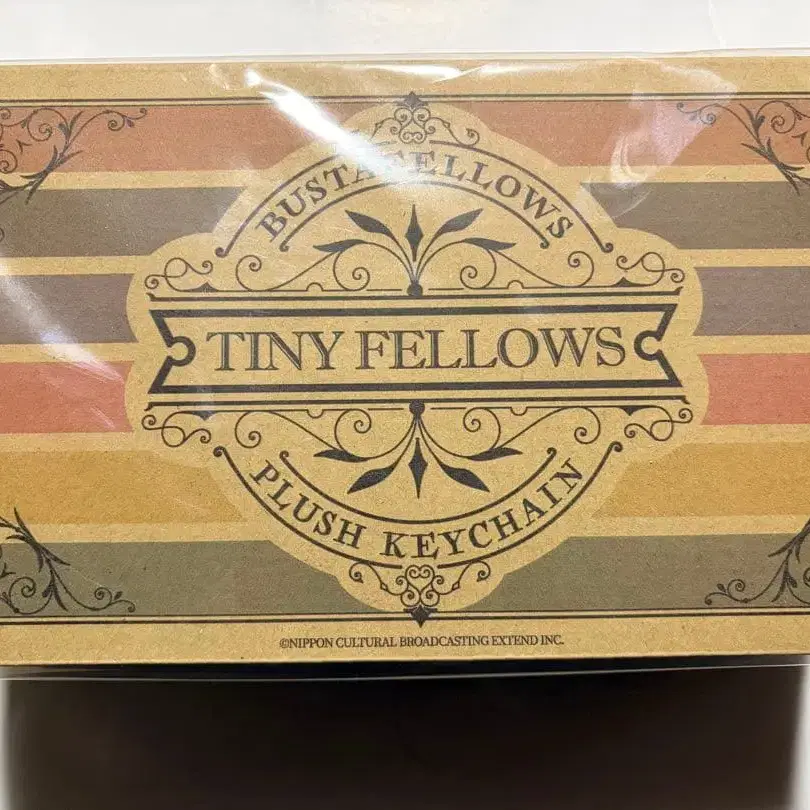 BUSTAFELLOWS
TINY FELLOWS
PLUSH KEYCHAIN
©NIPPON CULTURAL BROADCASTING EXTEND INC.